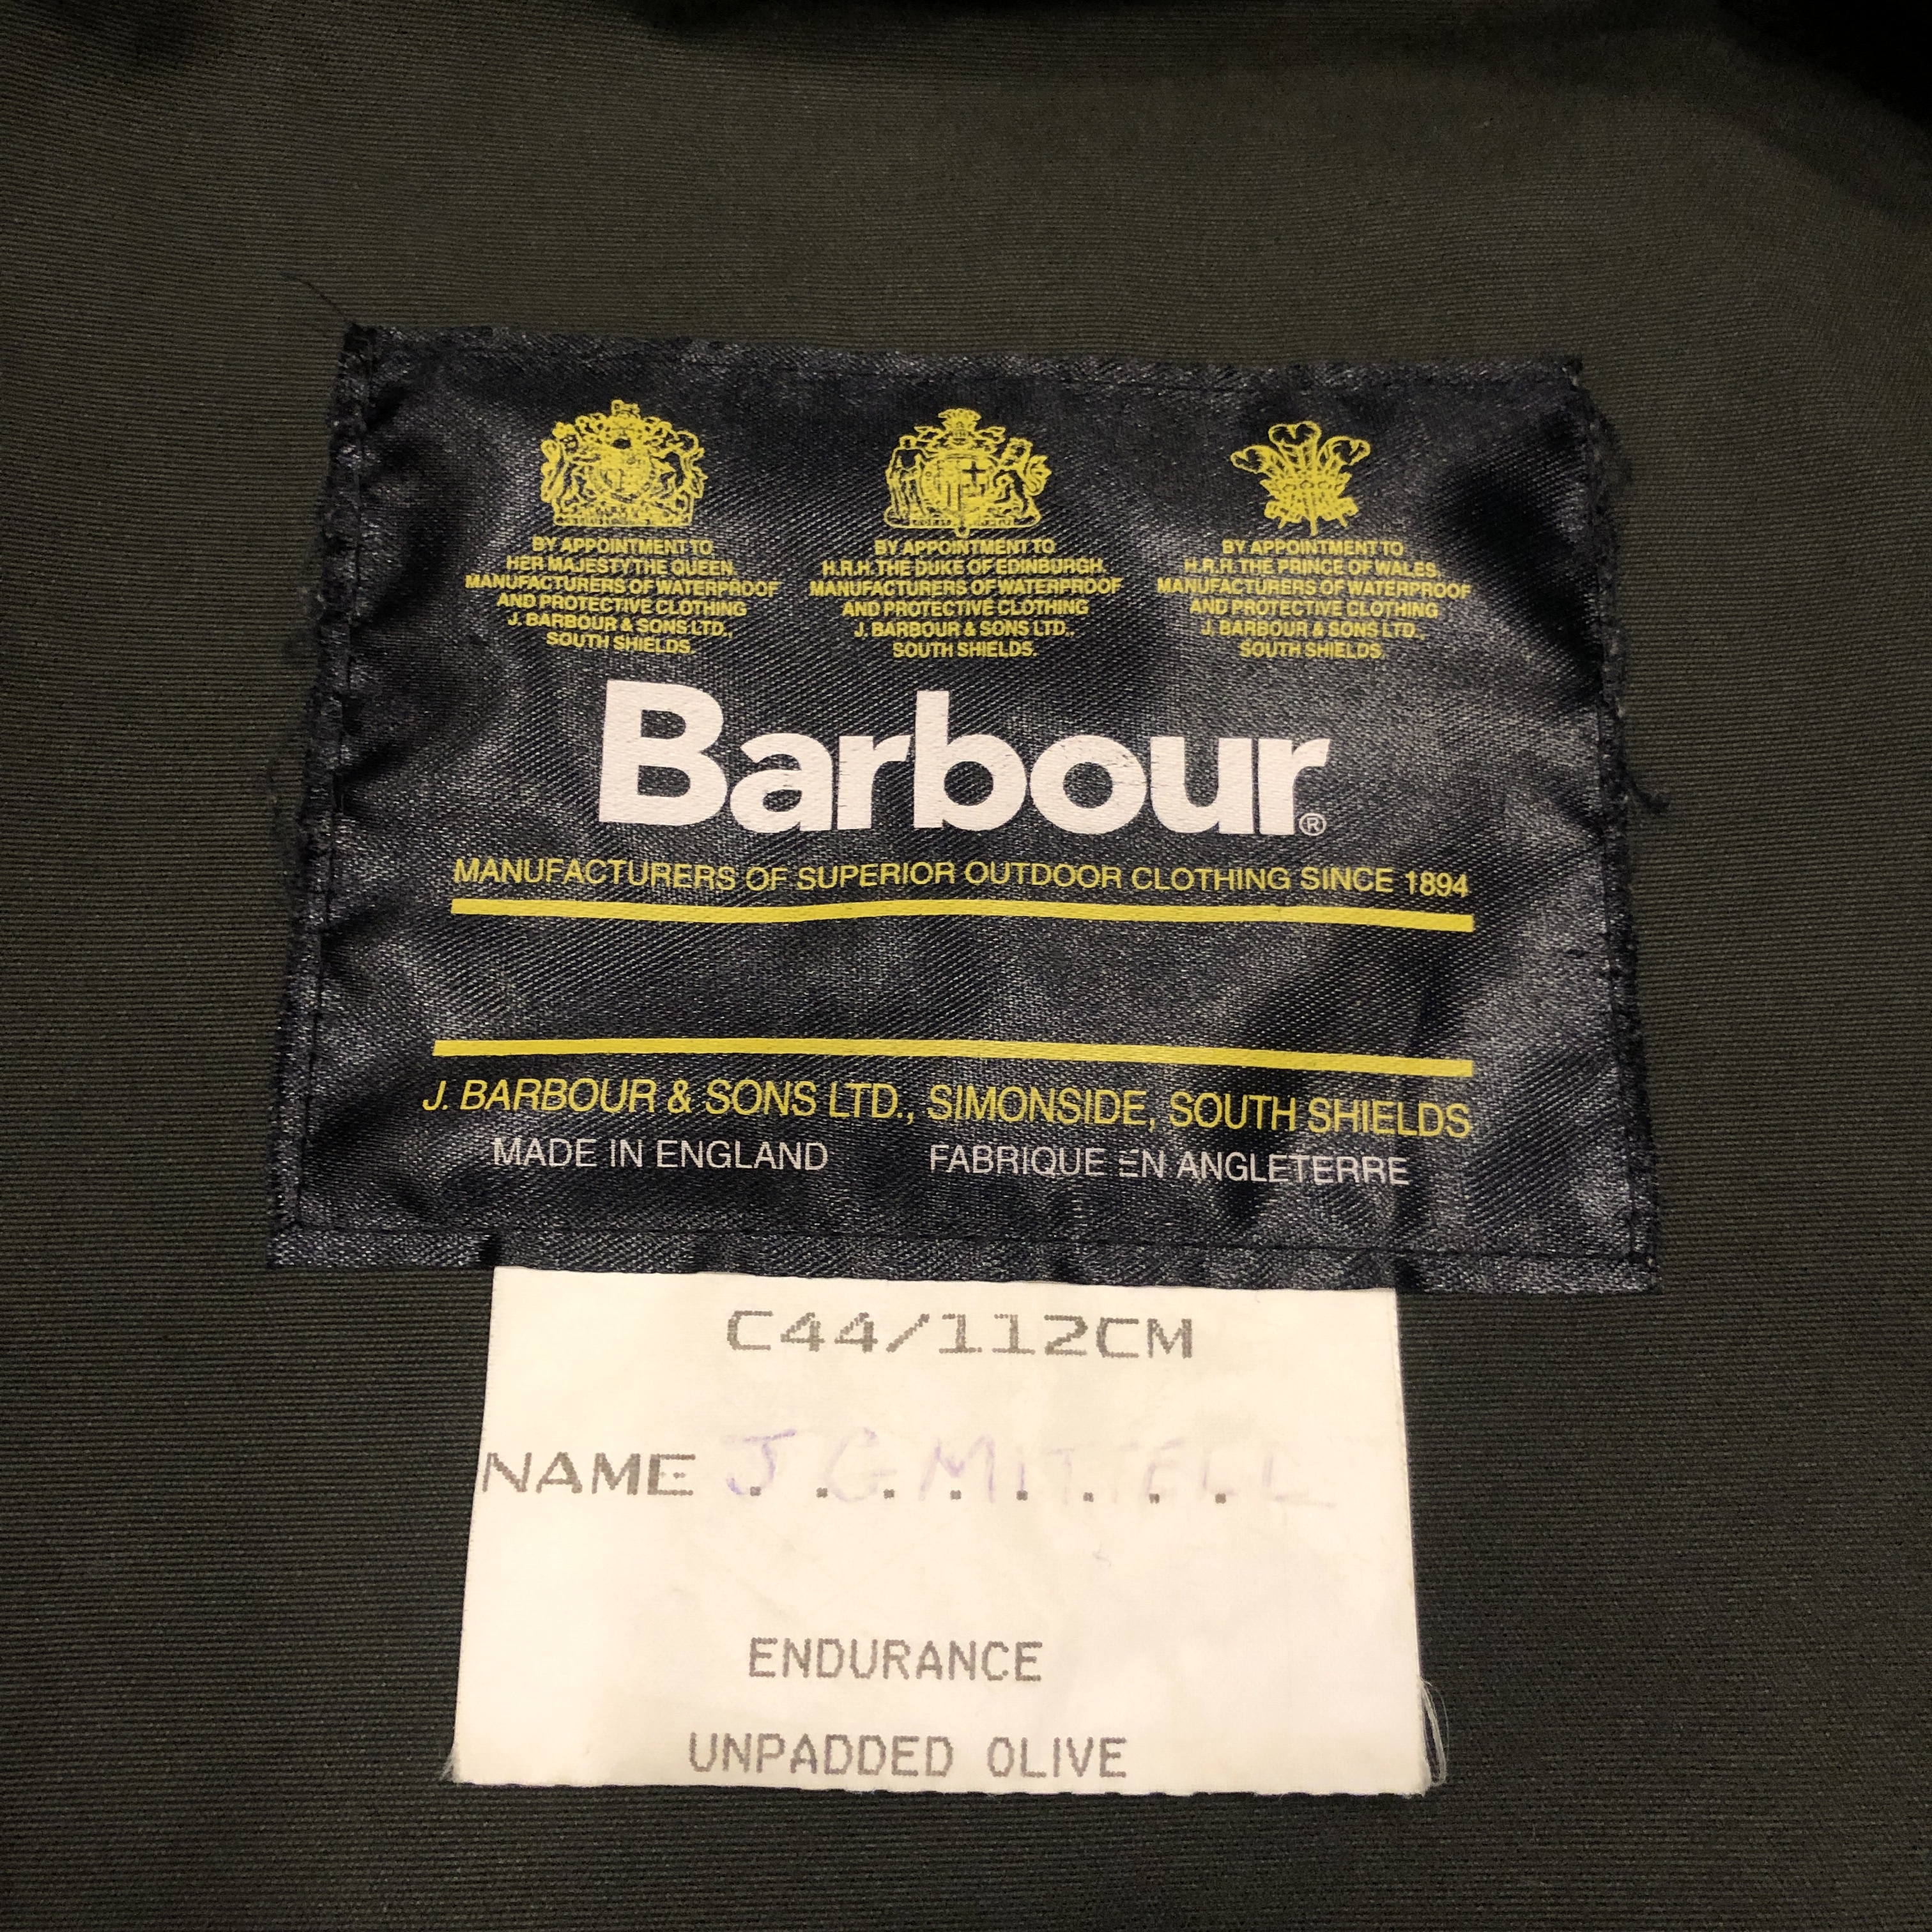 BY APPOINTMENT TO
HER MAJESTY THE QUEEN.
MANUFACTURERS OF WATERPROOF
AND PROTECTIVE CLOTHING
J. BARBOUR & SONS LTD.,
SOUTH SHIELDS.
BY APPOINTMENT TO
H.R.H. THE DUKE OF EDINBURGH.
MANUFACTURERS OF WATERPROOF
AND PROTECTIVE CLOTHING
J. BARBOUR & SONS LTD.,
SOUTH SHIELDS.
BY APPOINTMENT TO
H.R.H. THE PRINCE OF WALES.
MANUFACTURERS OF WATERPROOF
AND PROTECTIVE CLOTHING
J. BARBOUR & SONS LTD.,
SOUTH SHIELDS.
Barbour®
MANUFACTURERS OF SUPERIOR OUTDOOR CLOTHING SINCE 1894
J. BARBOUR & SONS LTD., SIMONSIDE, SOUTH SHIELDS
MADE IN ENGLAND FABRIQUE EN ANGLETERRE
C44/112CM
NAME J G
ENDURANCE
UNPADDED OLIVE